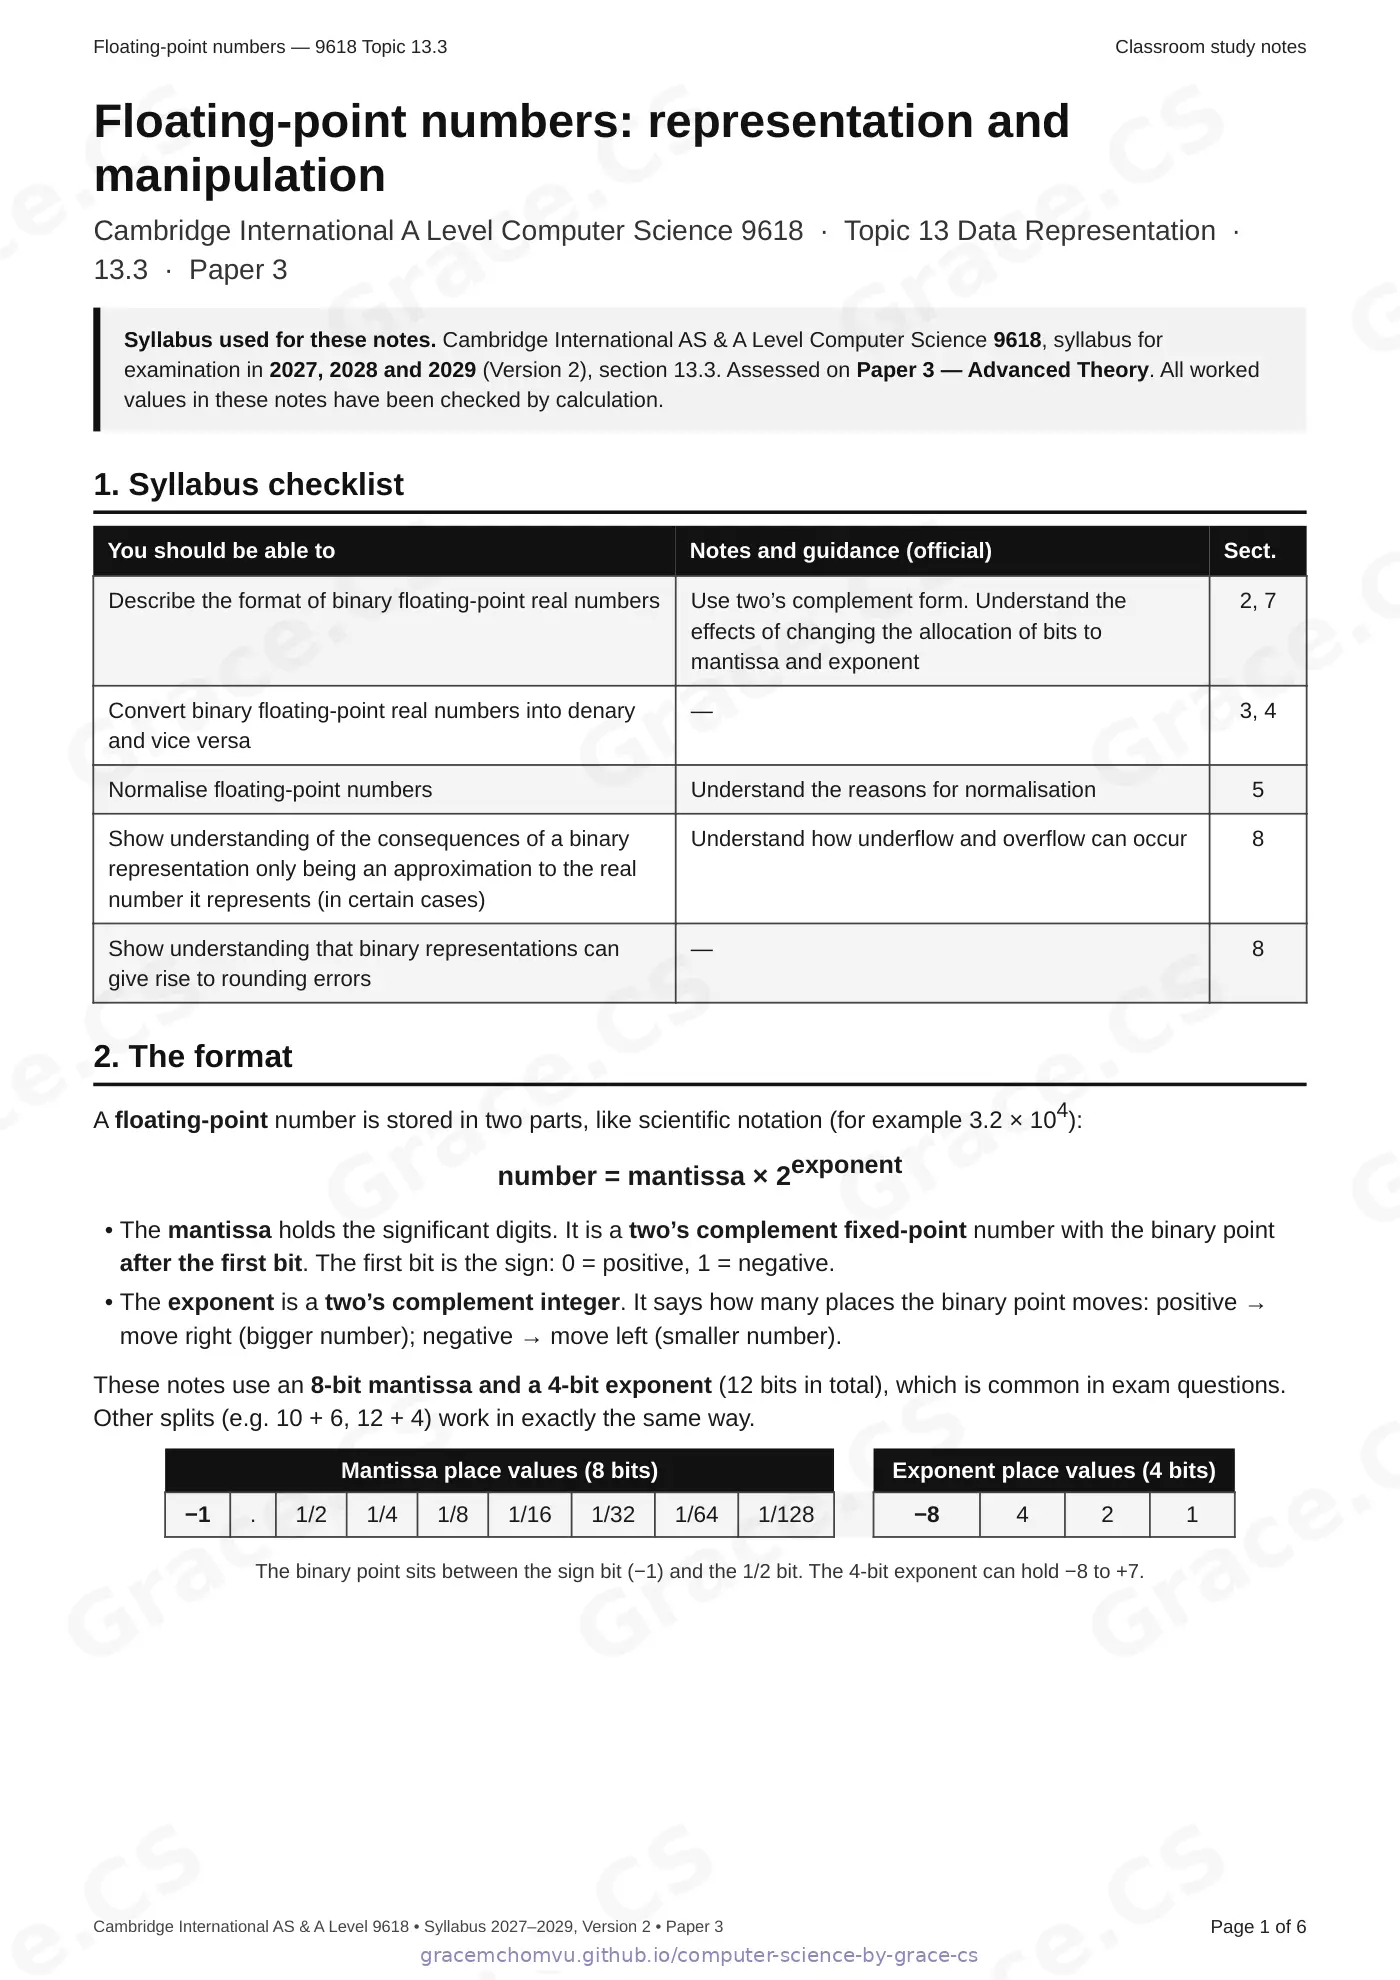 Floating-point numbers — 9618 Topic 13.3
Classroom study notes
Floating-point numbers: representation and
manipulation
Cambridge International A Level Computer Science 9618 · Topic 13 Data Representation ·
13.3 · Paper 3
Syllabus used for these notes. Cambridge International AS & A Level Computer Science 9618, syllabus for
examination in 2027, 2028 and 2029 (Version 2), section 13.3. Assessed on Paper 3 — Advanced Theory. All worked
values in these notes have been checked by calculation.
1. Syllabus checklist
You should be able to
Notes and guidance (official)
Sect.
Describe the format of binary floating-point real numbers
Use two’s complement form. Understand the
effects of changing the allocation of bits to
mantissa and exponent
2, 7
Convert binary floating-point real numbers into denary
and vice versa
—
3, 4
Normalise floating-point numbers
Understand the reasons for normalisation
5
Show understanding of the consequences of a binary
representation only being an approximation to the real
number it represents (in certain cases)
Understand how underflow and overflow can occur
8
Show understanding that binary representations can
give rise to rounding errors
—
8
2. The format
A floating-point number is stored in two parts, like scientific notation (for example 3.2 × 10⁴):
number = mantissa × 2^exponent
• The mantissa holds the significant digits. It is a two’s complement fixed-point number with the binary point
after the first bit. The first bit is the sign: 0 = positive, 1 = negative.
• The exponent is a two’s complement integer. It says how many places the binary point moves: positive →
move right (bigger number); negative → move left (smaller number).
These notes use an 8-bit mantissa and a 4-bit exponent (12 bits in total), which is common in exam questions.
Other splits (e.g. 10 + 6, 12 + 4) work in exactly the same way.
Mantissa place values (8 bits)
−1 . 1/2 1/4 1/8 1/16 1/32 1/64 1/128
Exponent place values (4 bits)
−8 4 2 1
The binary point sits between the sign bit (−1) and the 1/2 bit. The 4-bit exponent can hold −8 to +7.
Cambridge International AS & A Level 9618 • Syllabus 2027–2029, Version 2 • Paper 3
Page 1 of 6
gracemchomvu.github.io/computer-science-by-grace-cs
Grace.CS